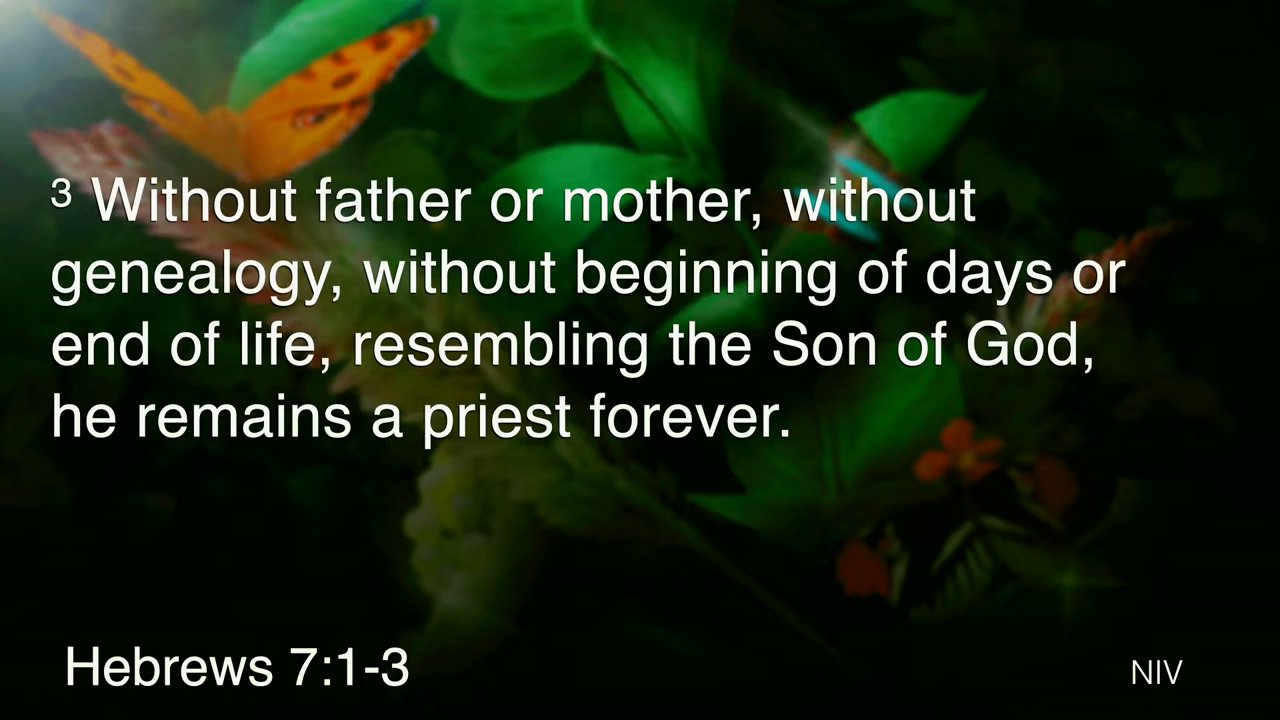 ³ Without father or mother, without
genealogy, without beginning of days or
end of life, resembling the Son of God,
he remains a priest forever.
Hebrews 7:1-3
NIV